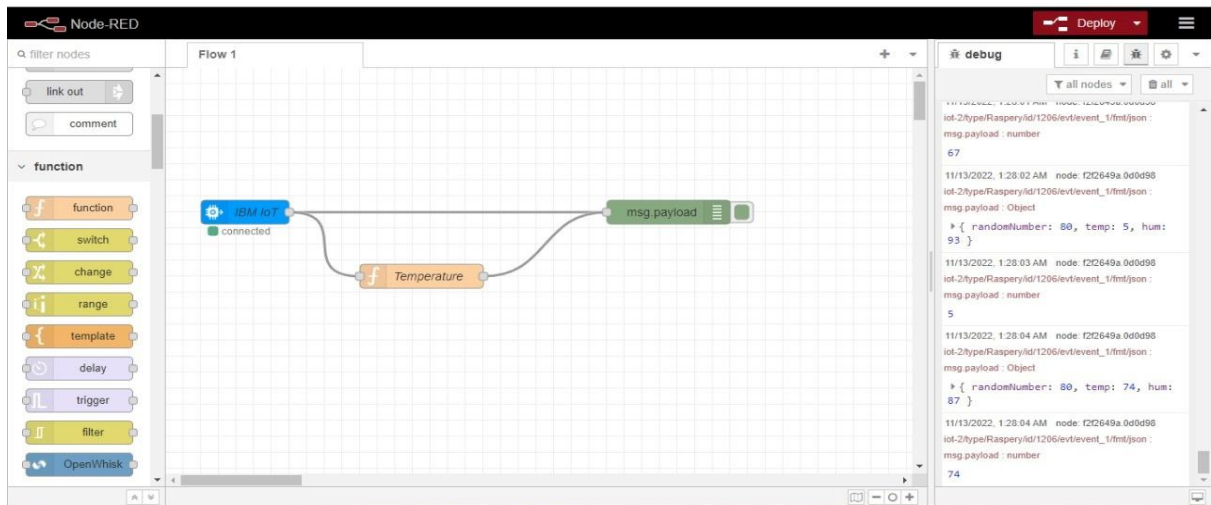 Node-RED
Deploy
filter nodes
link out
comment
function
function
switch
change
range
template
delay
trigger
filter
OpenWhisk
Flow 1
IBM IoT
connected
Temperature
msg.payload
debug
all nodes
all
iot-2/type/Raspery/id/1206/evt/event_1/fmt/json :
msg.payload : number
67
11/13/2022, 1:28:02 AM node: f2f2649a.0d0d98
iot-2/type/Raspery/id/1206/evt/event_1/fmt/json :
msg.payload : Object
{ randomNumber: 80, temp: 5, hum:
93 }
11/13/2022, 1:28:03 AM node: f2f2649a.0d0d98
iot-2/type/Raspery/id/1206/evt/event_1/fmt/json :
msg.payload : number
5
11/13/2022, 1:28:04 AM node: f2f2649a.0d0d98
iot-2/type/Raspery/id/1206/evt/event_1/fmt/json :
msg.payload : Object
{ randomNumber: 80, temp: 74, hum:
87 }
11/13/2022, 1:28:04 AM node: f2f2649a.0d0d98
iot-2/type/Raspery/id/1206/evt/event_1/fmt/json :
msg.payload : number
74